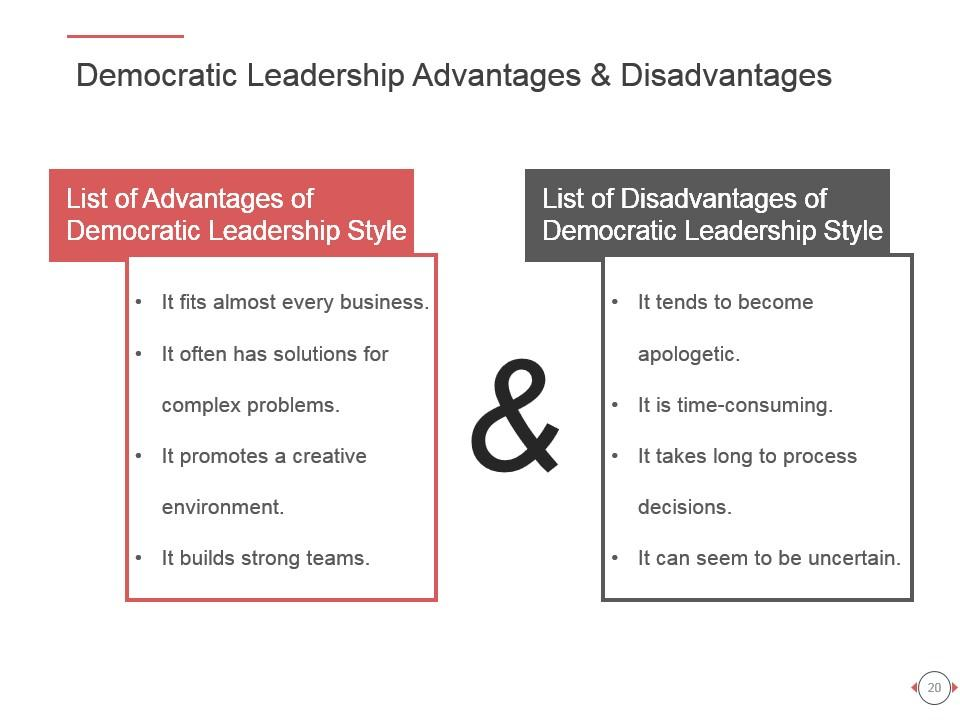 Democratic Leadership Advantages & Disadvantages
List of Advantages of
Democratic Leadership Style
• It fits almost every business.
• It often has solutions for
complex problems.
• It promotes a creative
environment.
• It builds strong teams.
&
List of Disadvantages of
Democratic Leadership Style
• It tends to become
apologetic.
• It is time-consuming.
• It takes long to process
decisions.
• It can seem to be uncertain.
20